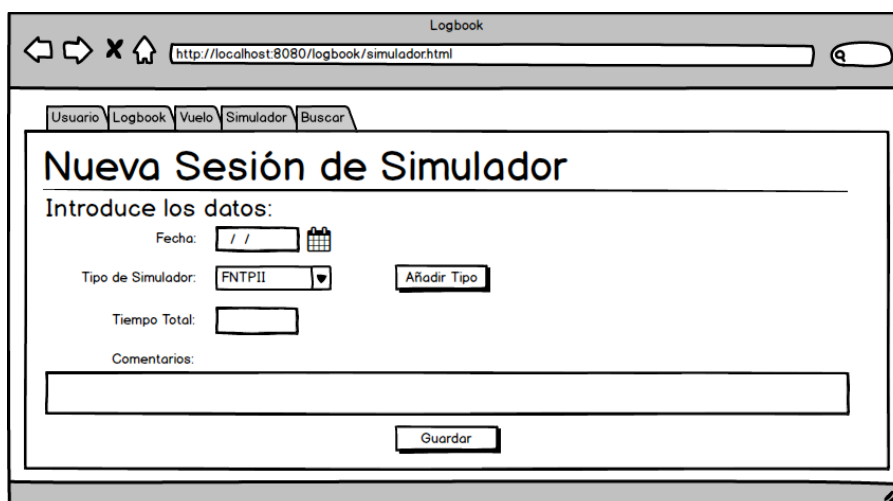 Logbook
http://localhost:8080/logbook/simulador.html
Usuario Logbook Vuelo Simulador Buscar
Nueva Sesión de Simulador
Introduce los datos:
Fecha: / /
Tipo de Simulador: FNTPII Añadir Tipo
Tiempo Total:
Comentarios:
Guardar